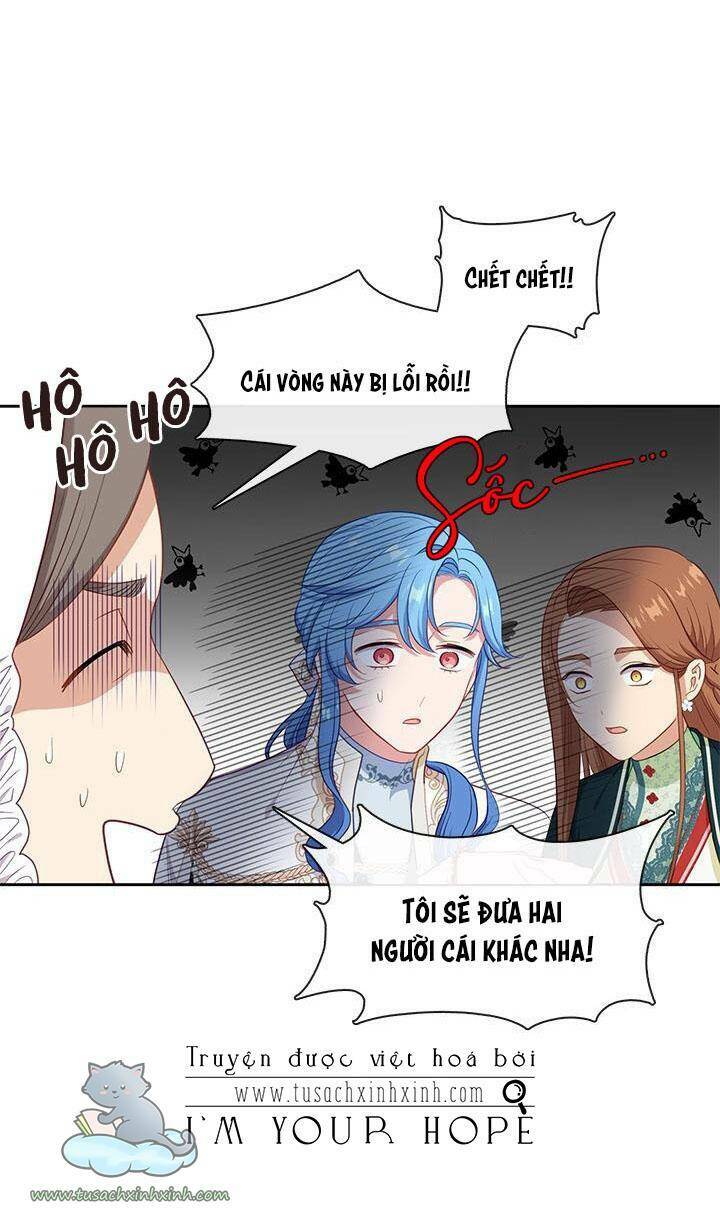 Chết chết!!
Cái vòng này bị lỗi rồi!!
HÔ
HÔ HÔ
Sốc
Tôi sẽ đưa hai
người cái khác nha!
Truyện được việt hoá bởi
www.tusachxinhxinh.com
I'M YOUR HOPE
www.tusachxinhxinh.com